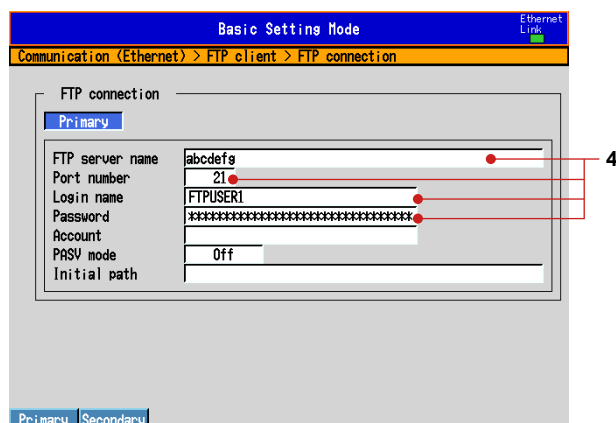 Basic Setting Mode
Ethernet
Link
Communication (Ethernet) > FTP client > FTP connection
FTP connection
Primary
FTP server name abcdefg
4
Port number 21
Login name FTPUSER1
Password ********************************
Account
PASV mode Off
Initial path
Primary Secondary